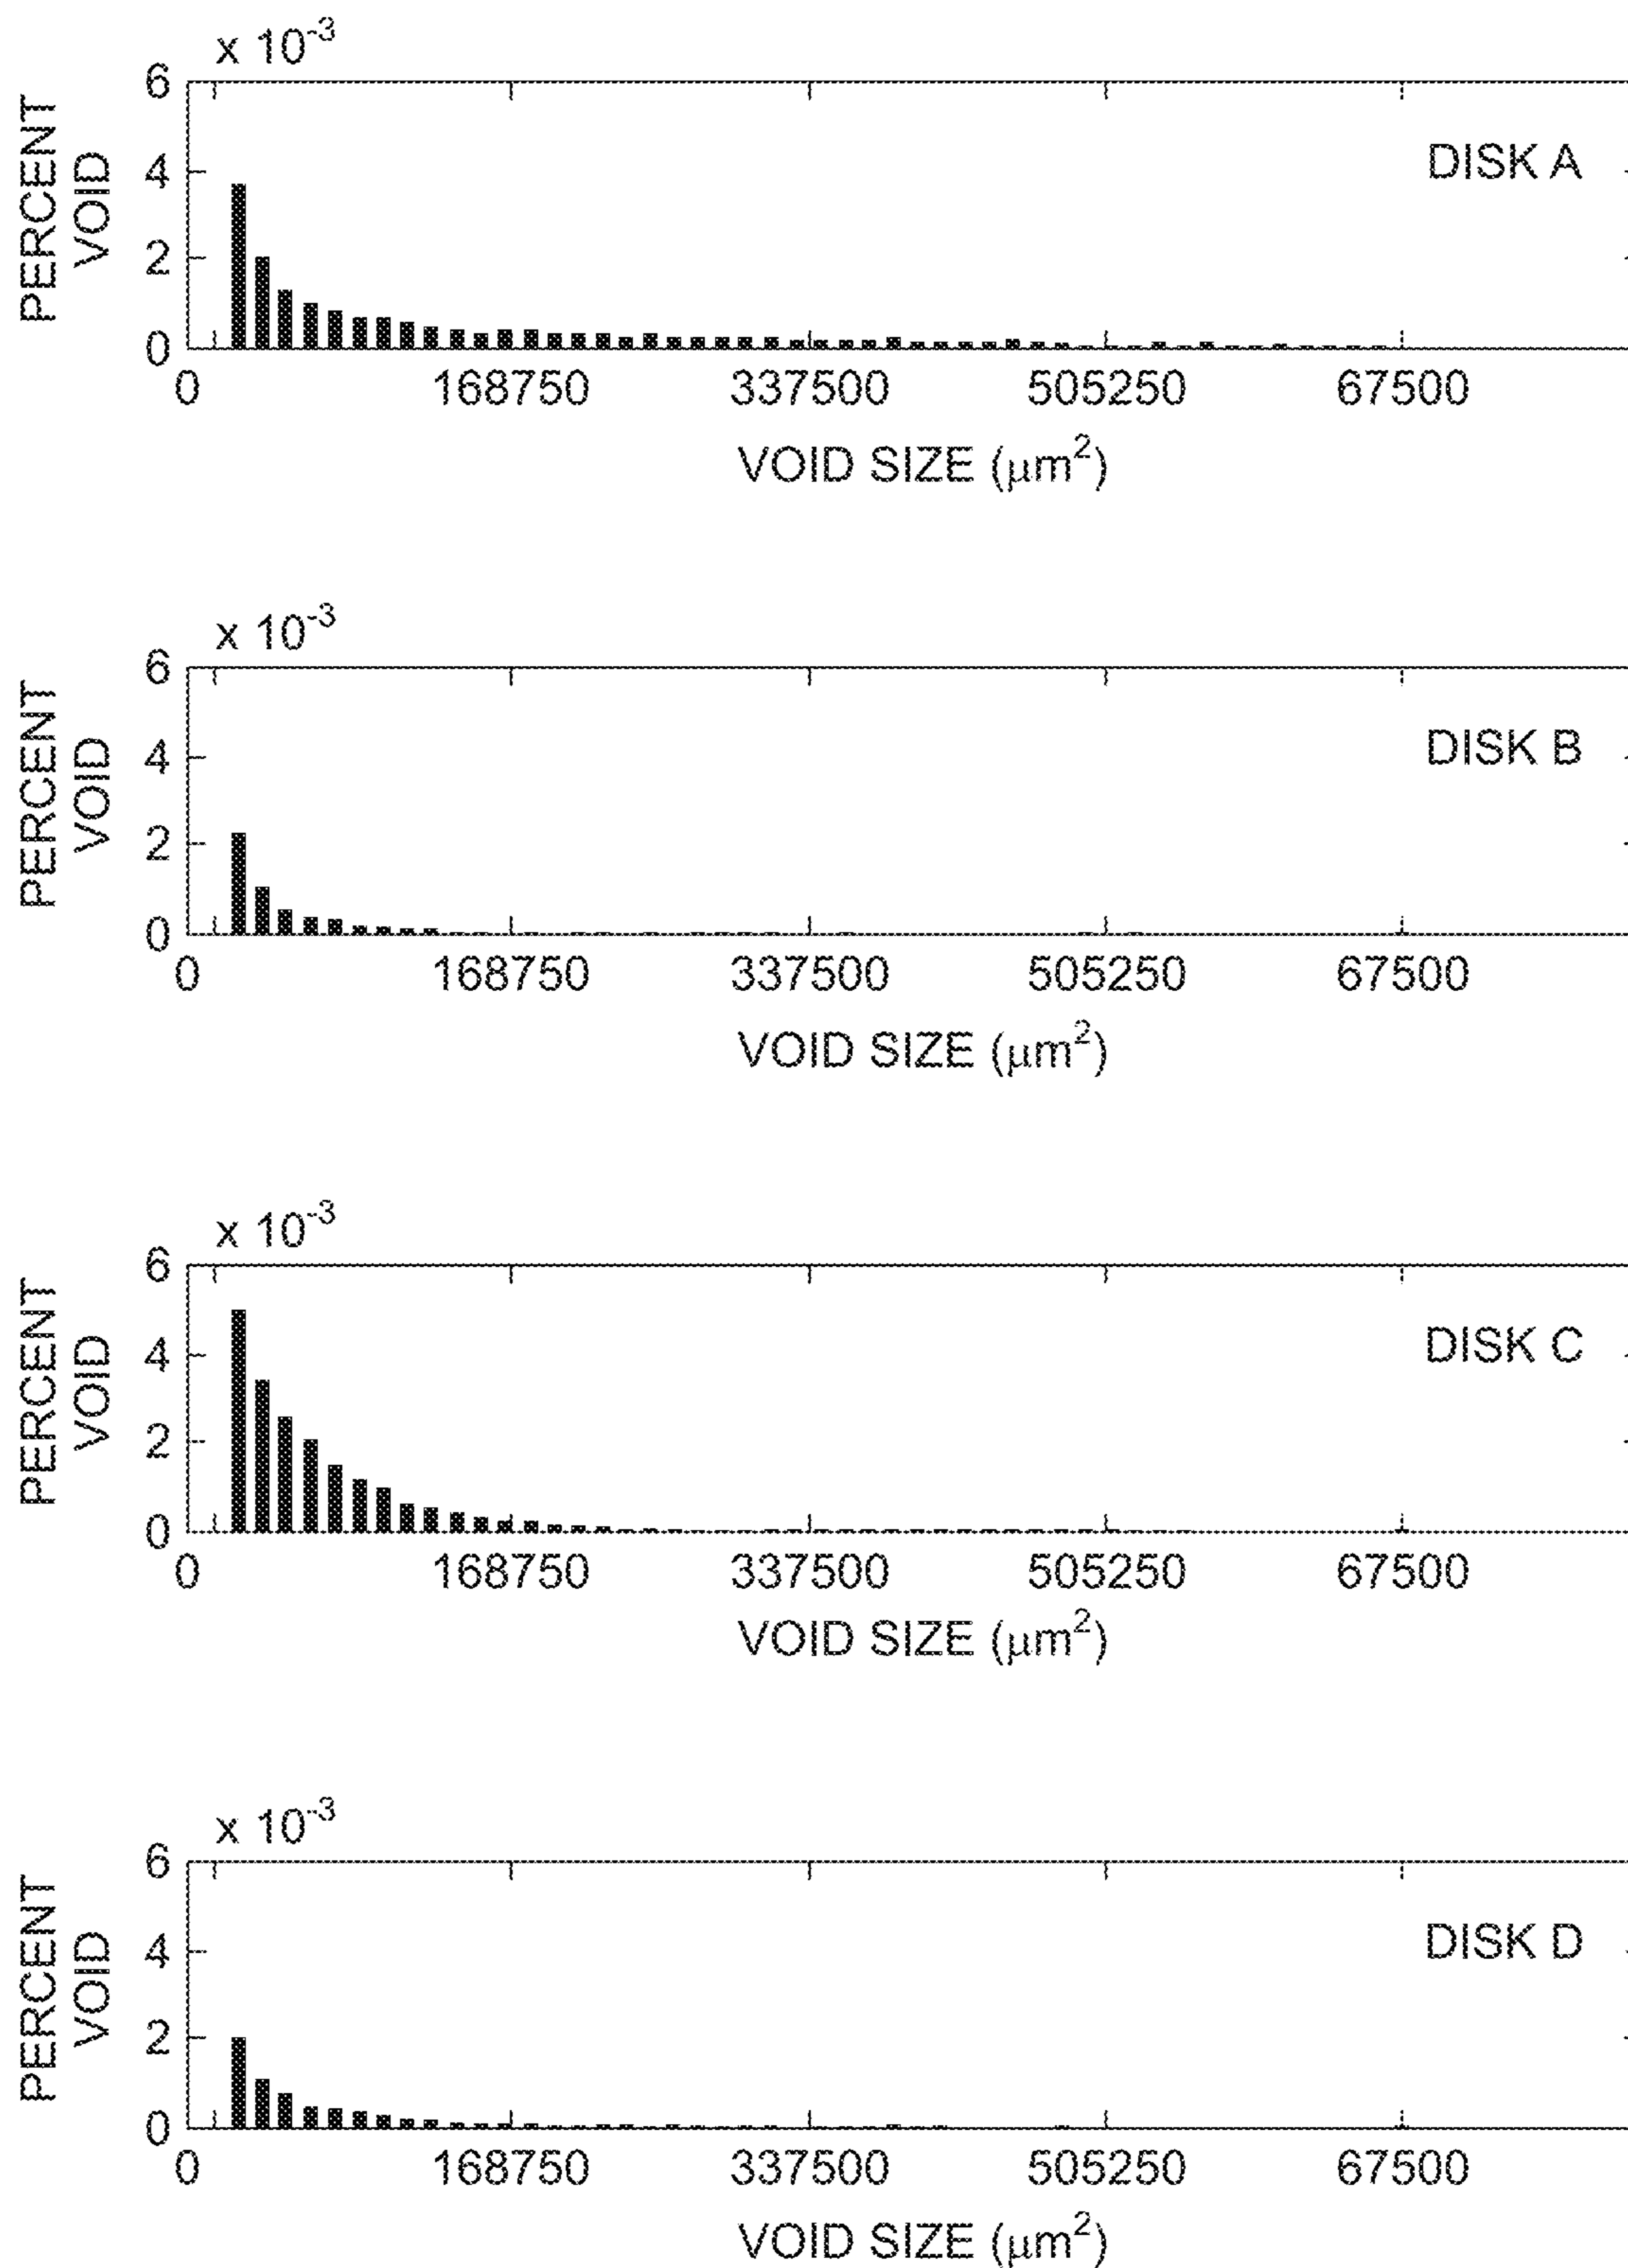 x 10⁻³
6
4
2
0
PERCENT
VOID
DISK A
0 168750 337500 505250 67500
VOID SIZE (μm²)
x 10⁻³
6
4
2
0
PERCENT
VOID
DISK B
0 168750 337500 505250 67500
VOID SIZE (μm²)
x 10⁻³
6
4
2
0
PERCENT
VOID
DISK C
0 168750 337500 505250 67500
VOID SIZE (μm²)
x 10⁻³
6
4
2
0
PERCENT
VOID
DISK D
0 168750 337500 505250 67500
VOID SIZE (μm²)